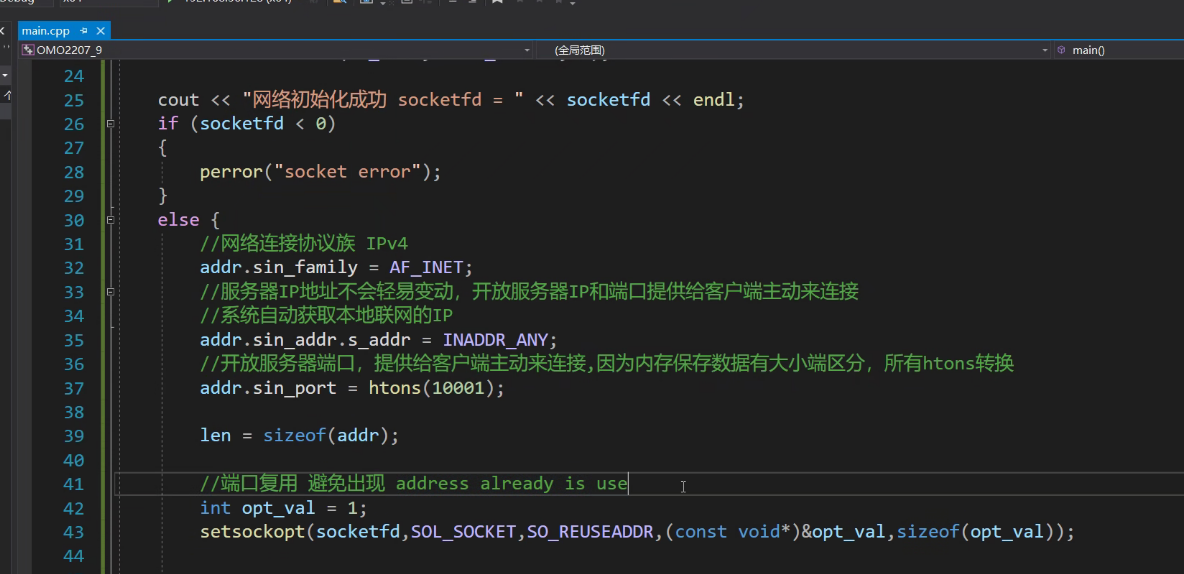 main.cpp
OMO2207_9
(全局范围)
main()
24
25 cout << "网络初始化成功 socketfd = " << socketfd << endl;
26 if (socketfd < 0)
27 {
28 perror("socket error");
29 }
30 else {
31 //网络连接协议族 IPv4
32 addr.sin_family = AF_INET;
33 //服务器IP地址不会轻易变动，开放服务器IP和端口提供给客户端主动来连接
34 //系统自动获取本地联网的IP
35 addr.sin_addr.s_addr = INADDR_ANY;
36 //开放服务器端口，提供给客户端主动来连接,因为内存保存数据有大小端区分，所有htons转换
37 addr.sin_port = htons(10001);
38
39 len = sizeof(addr);
40
41 //端口复用 避免出现 address already is use
42 int opt_val = 1;
43 setsockopt(socketfd,SOL_SOCKET,SO_REUSEADDR,(const void*)&opt_val,sizeof(opt_val));
44